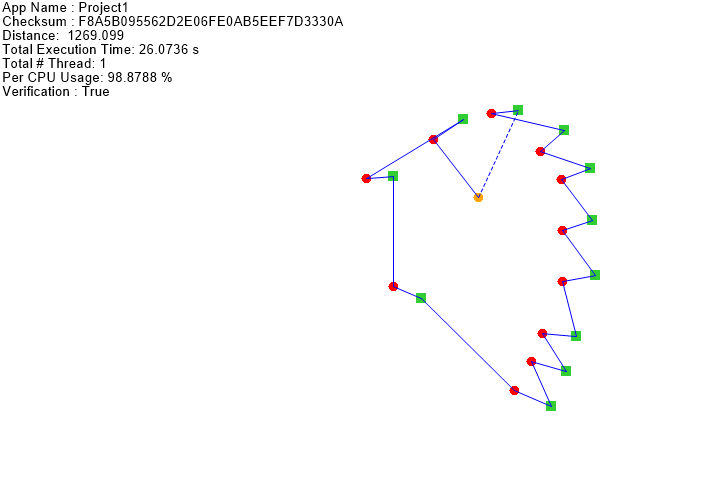 App Name : Project1
Checksum : F8A5B095562D2E06FE0AB5EEF7D3330A
Distance:  1269.099
Total Execution Time: 26.0736 s
Total # Thread: 1
Per CPU Usage: 98.8788 %
Verification : True